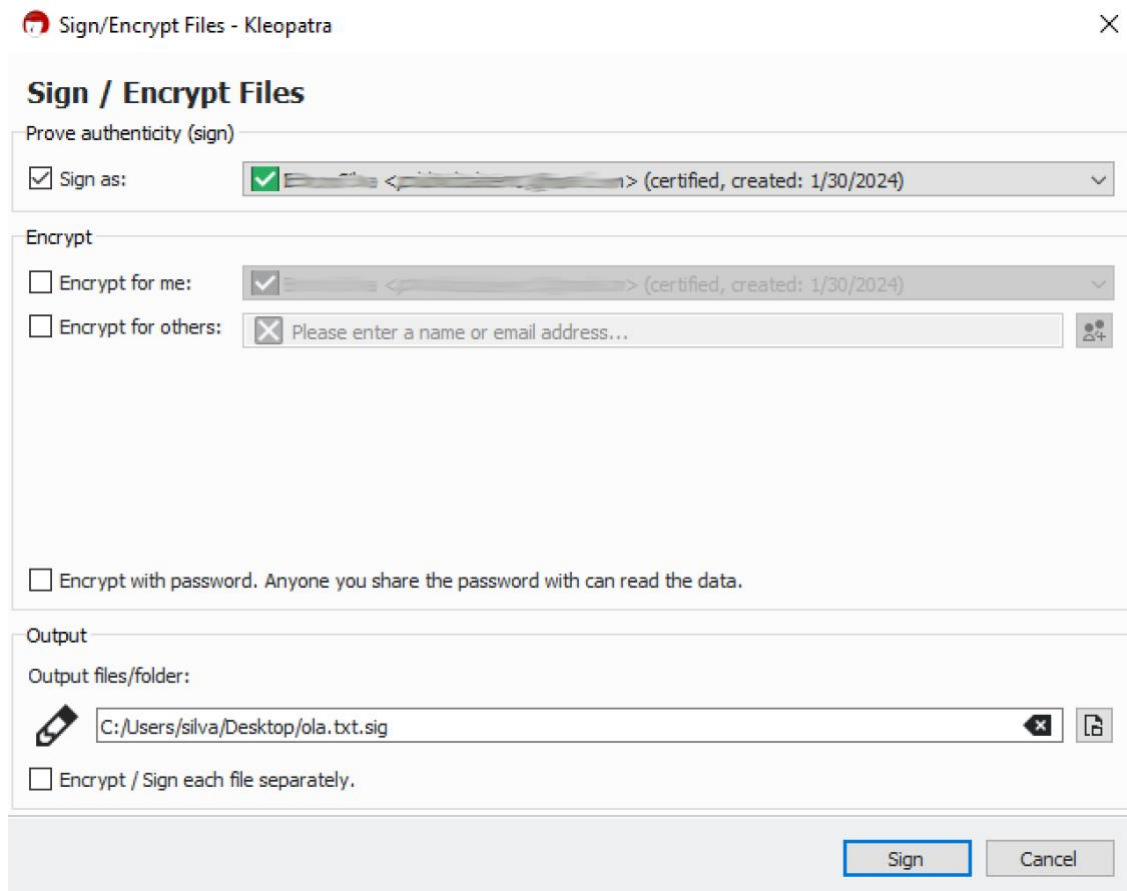 Sign/Encrypt Files - Kleopatra
Sign / Encrypt Files
Prove authenticity (sign)
Sign as: (certified, created: 1/30/2024)
Encrypt
Encrypt for me: (certified, created: 1/30/2024)
Encrypt for others: Please enter a name or email address...
Encrypt with password. Anyone you share the password with can read the data.
Output
Output files/folder:
C:/Users/silva/Desktop/ola.txt.sig
Encrypt / Sign each file separately.
Sign Cancel